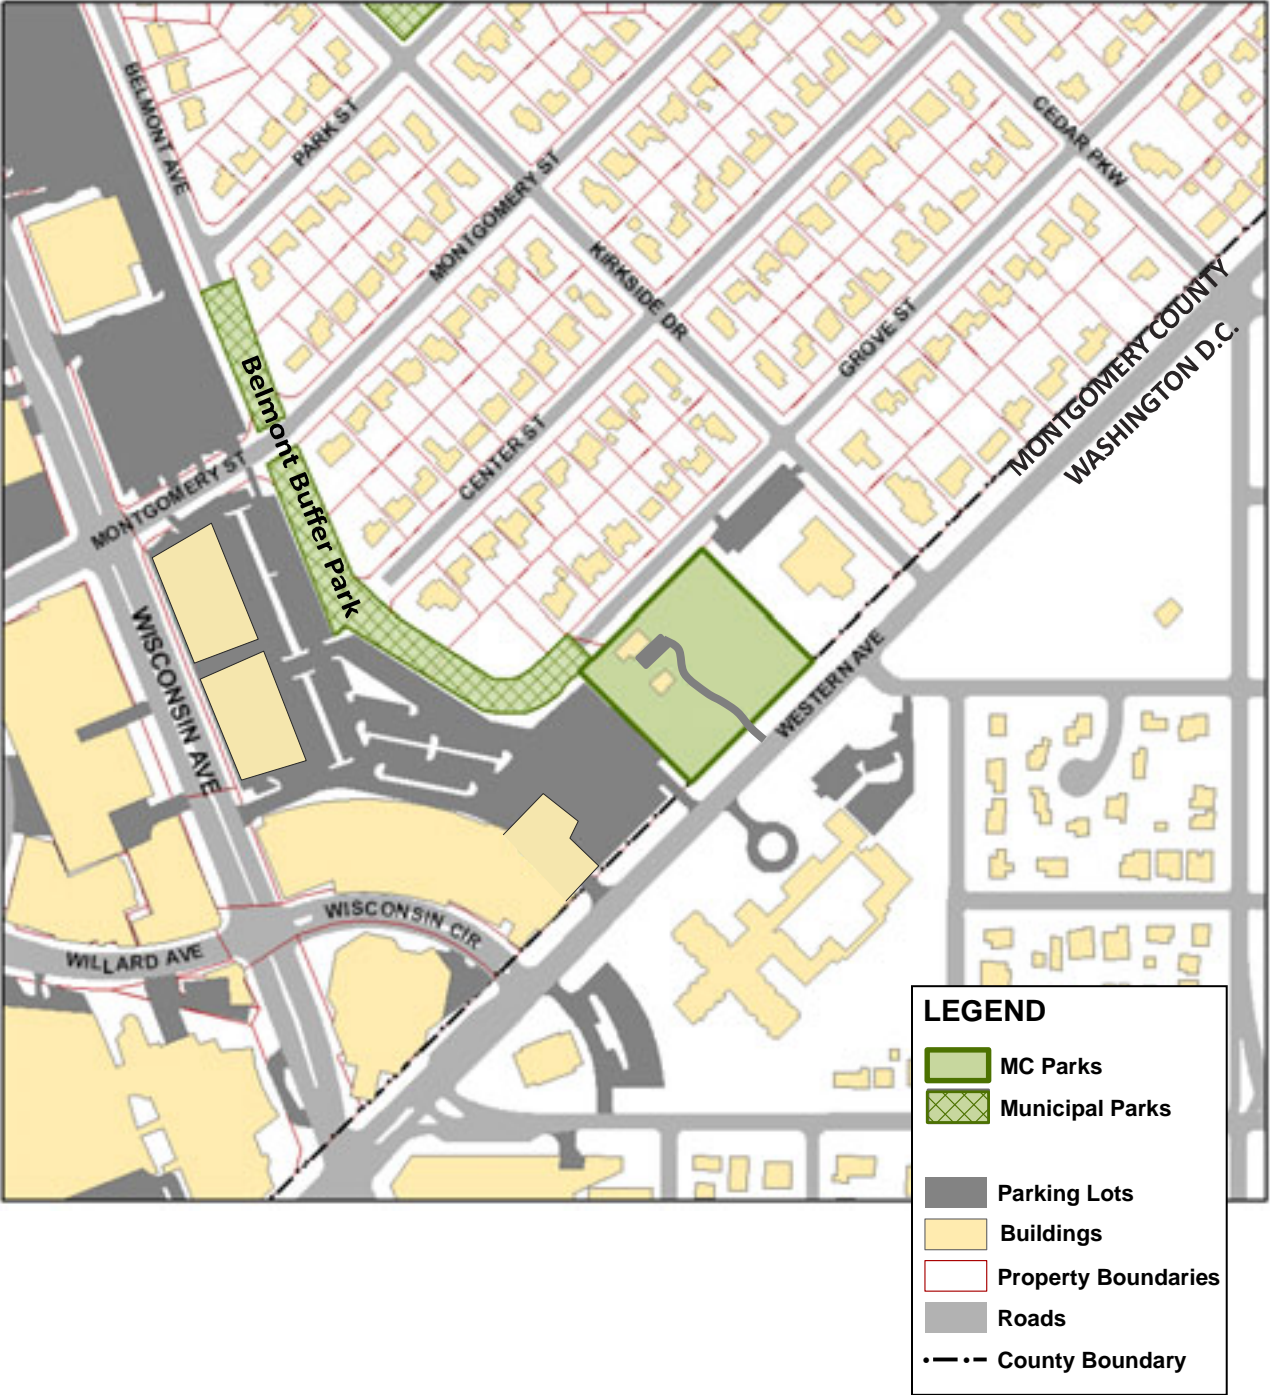 BELMONT AVE
PARK ST
CEDAR PKW
MONTGOMERY ST
KIRKSIDE DR
GROVE ST
MONTGOMERY COUNTY
WASHINGTON D.C.
Belmont Buffer Park
CENTER ST
MONTGOMERY ST
WISCONSIN AVE
WESTERN AVE
WISCONSIN CIR
WILLARD AVE
LEGEND
MC Parks
Municipal Parks
Parking Lots
Buildings
Property Boundaries
Roads
County Boundary